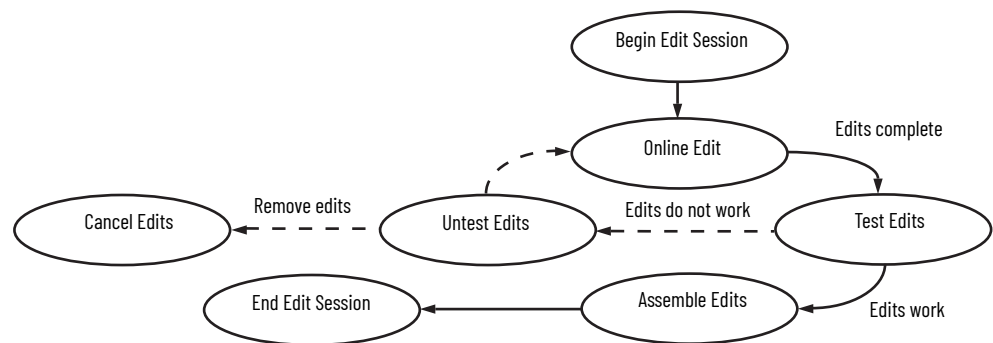 Begin Edit Session
Online Edit
Edits complete
Cancel Edits
Remove edits
Untest Edits
Edits do not work
Test Edits
End Edit Session
Assemble Edits
Edits work